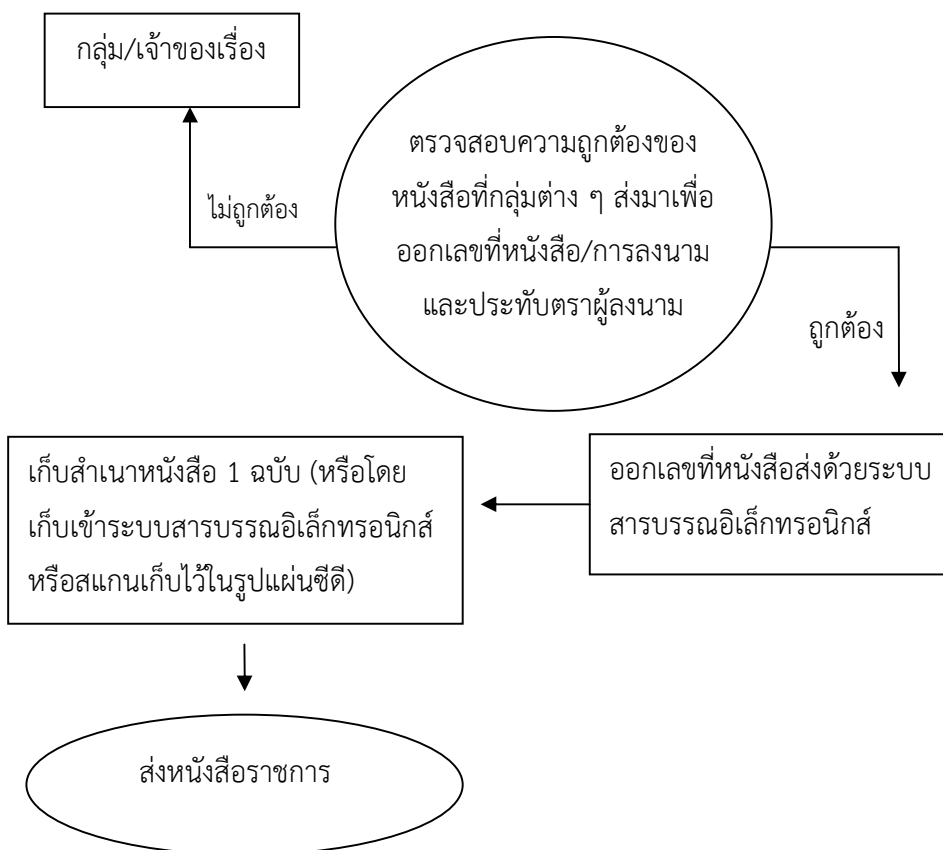 กลุ่ม/เจ้าของเรื่อง
ตรวจสอบความถูกต้องของ
หนังสือที่กลุ่มต่าง ๆ ส่งมาเพื่อ
ออกเลขที่หนังสือ/การลงนาม
และประทับตราผู้ลงนาม
ไม่ถูกต้อง
ถูกต้อง
ออกเลขที่หนังสือส่งด้วยระบบ
สารบรรณอิเล็กทรอนิกส์
เก็บสำเนาหนังสือ 1 ฉบับ (หรือโดย
เก็บเข้าระบบสารบรรณอิเล็กทรอนิกส์
หรือสแกนเก็บไว้ในรูปแผ่นซีดี)
ส่งหนังสือราชการ